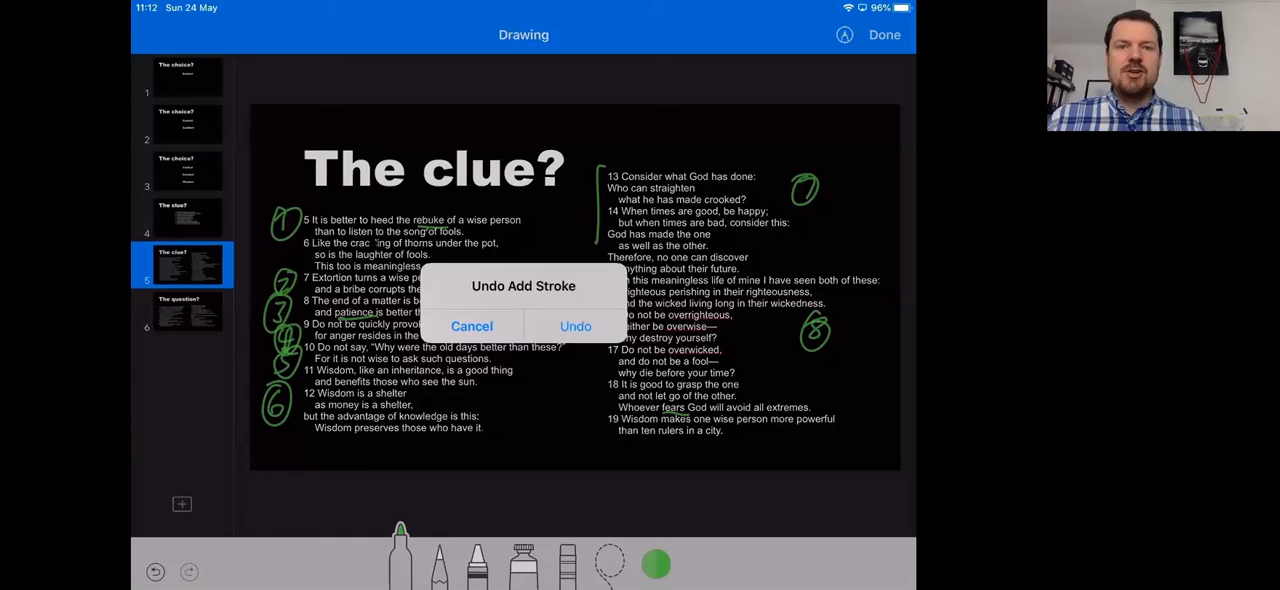 11:12 Sun 24 May
96%
Drawing
Done
The choice?
1
The choice?
2
The choice?
3
The clue?
4
The clue?
5
The question?
6
The clue?
1
5 It is better to heed the rebuke of a wise person
than to listen to the song of fools.
6 Like the crac ing of thorns under the pot,
so is the laughter of fools.
This too is meaningless
2
7 Extortion turns a wise
and a bribe corrupts the
3
8 The end of a matter is
patience is better
4
9 Do not be quickly
for anger resides in the
5
10 Do not say, “Why were the old days better than these?”
For it is not wise to ask such questions.
11 Wisdom, like an inheritance, is a good thing
and benefits those who see the sun.
6
12 Wisdom is a shelter
as money is a shelter,
but the advantage of knowledge is this:
Wisdom preserves those who have it.
7
13 Consider what God has done:
Who can straighten
what he has made crooked?
14 When times are good, be happy;
but when times are bad, consider this:
God has made the one
as well as the other.
Therefore, no one can discover
nything about their future.
this meaningless life of mine I have seen both of these:
ighteous perishing in their righteousness,
nd the wicked living long in their wickedness.
8
o not be overrighteous,
either be overwise—
hy destroy yourself?
17 Do not be overwicked,
and do not be a fool—
why die before your time?
18 It is good to grasp the one
and not let go of the other.
Whoever fears God will avoid all extremes.
19 Wisdom makes one wise person more powerful
than ten rulers in a city.
Undo Add Stroke
Cancel
Undo